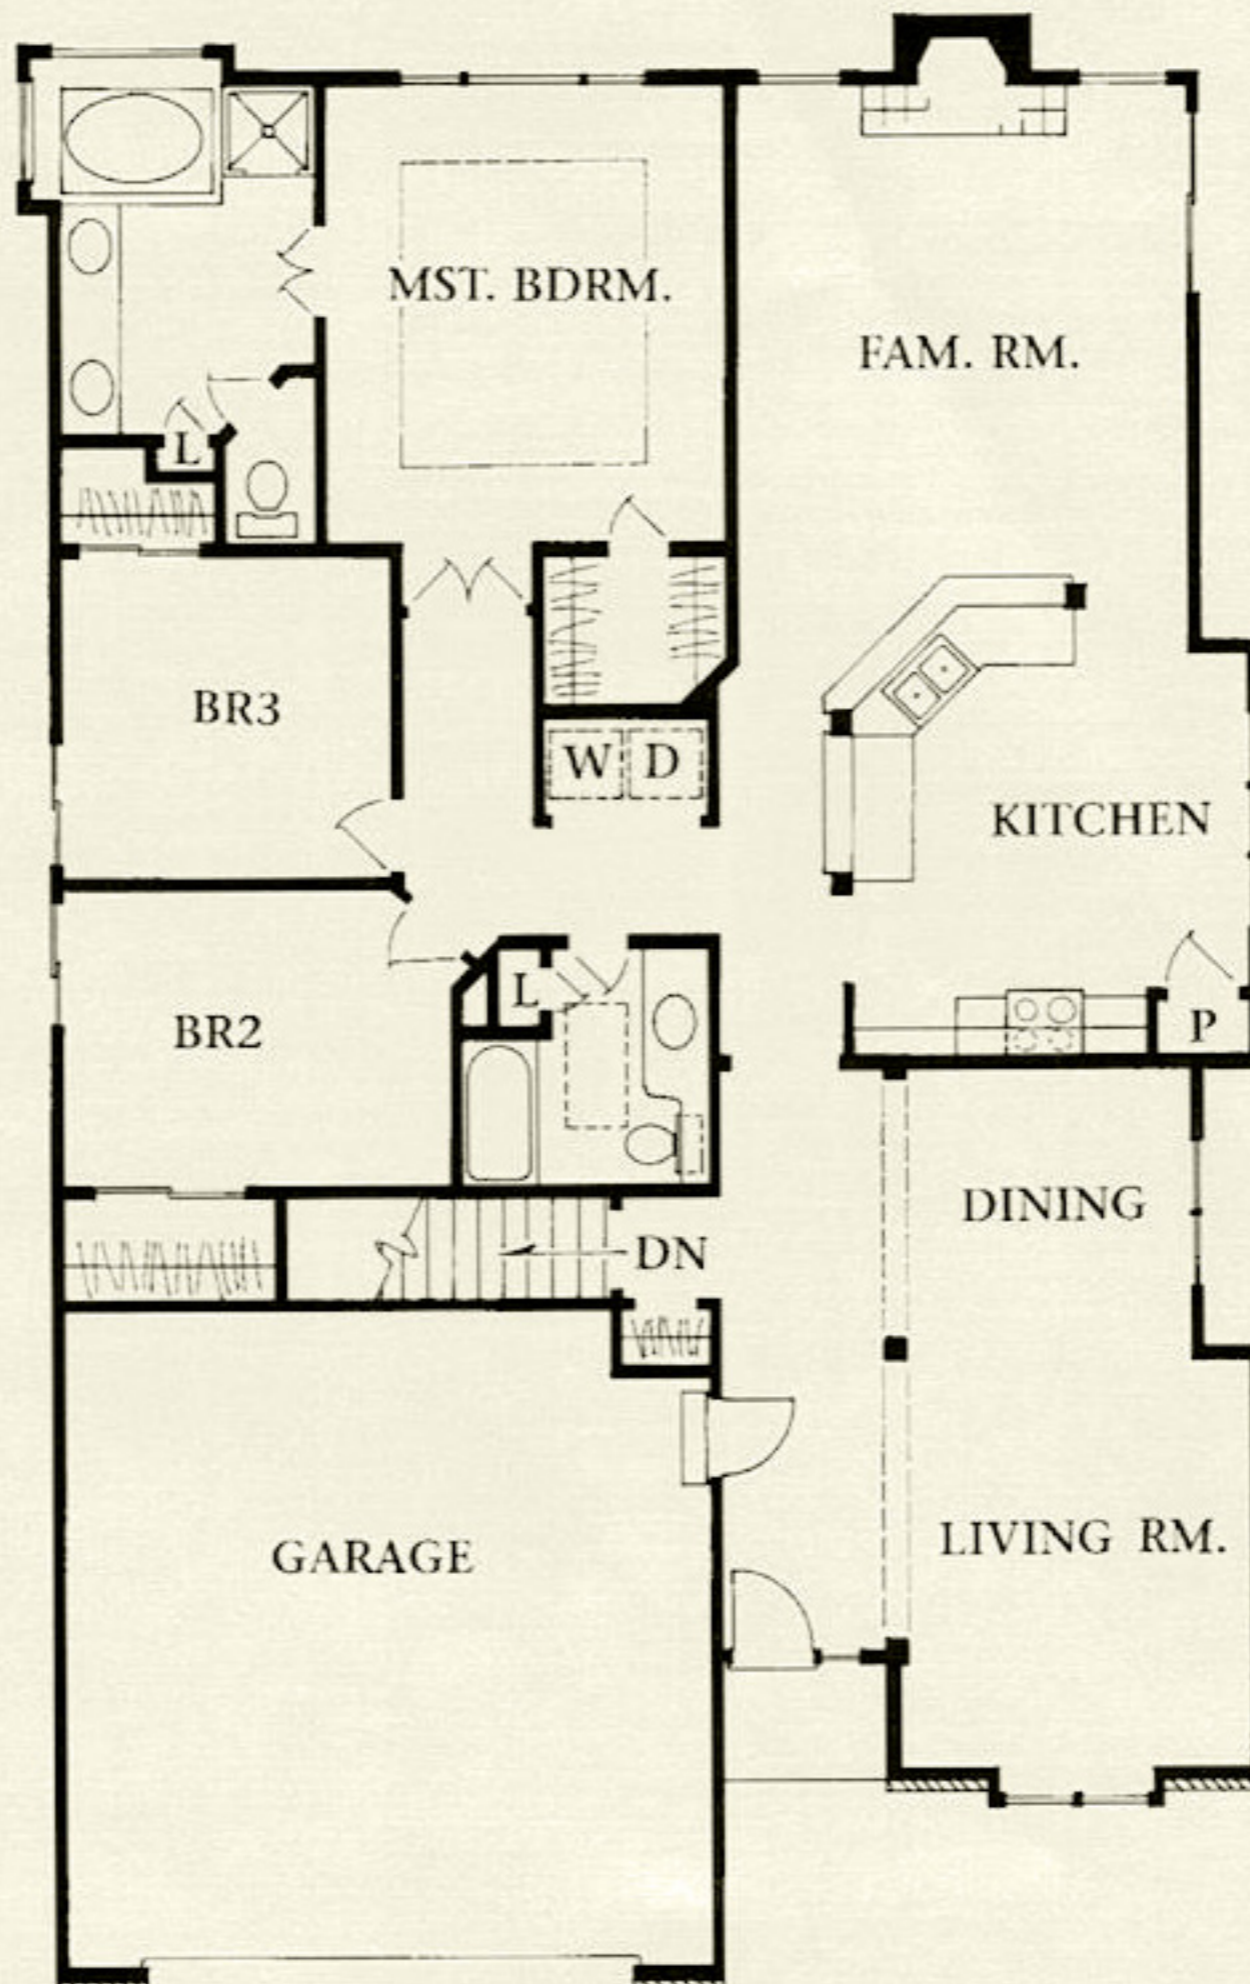 MST. BDRM.
FAM. RM.
L
BR3
W D
KITCHEN
L
BR2
P
DINING
DN
GARAGE
LIVING RM.